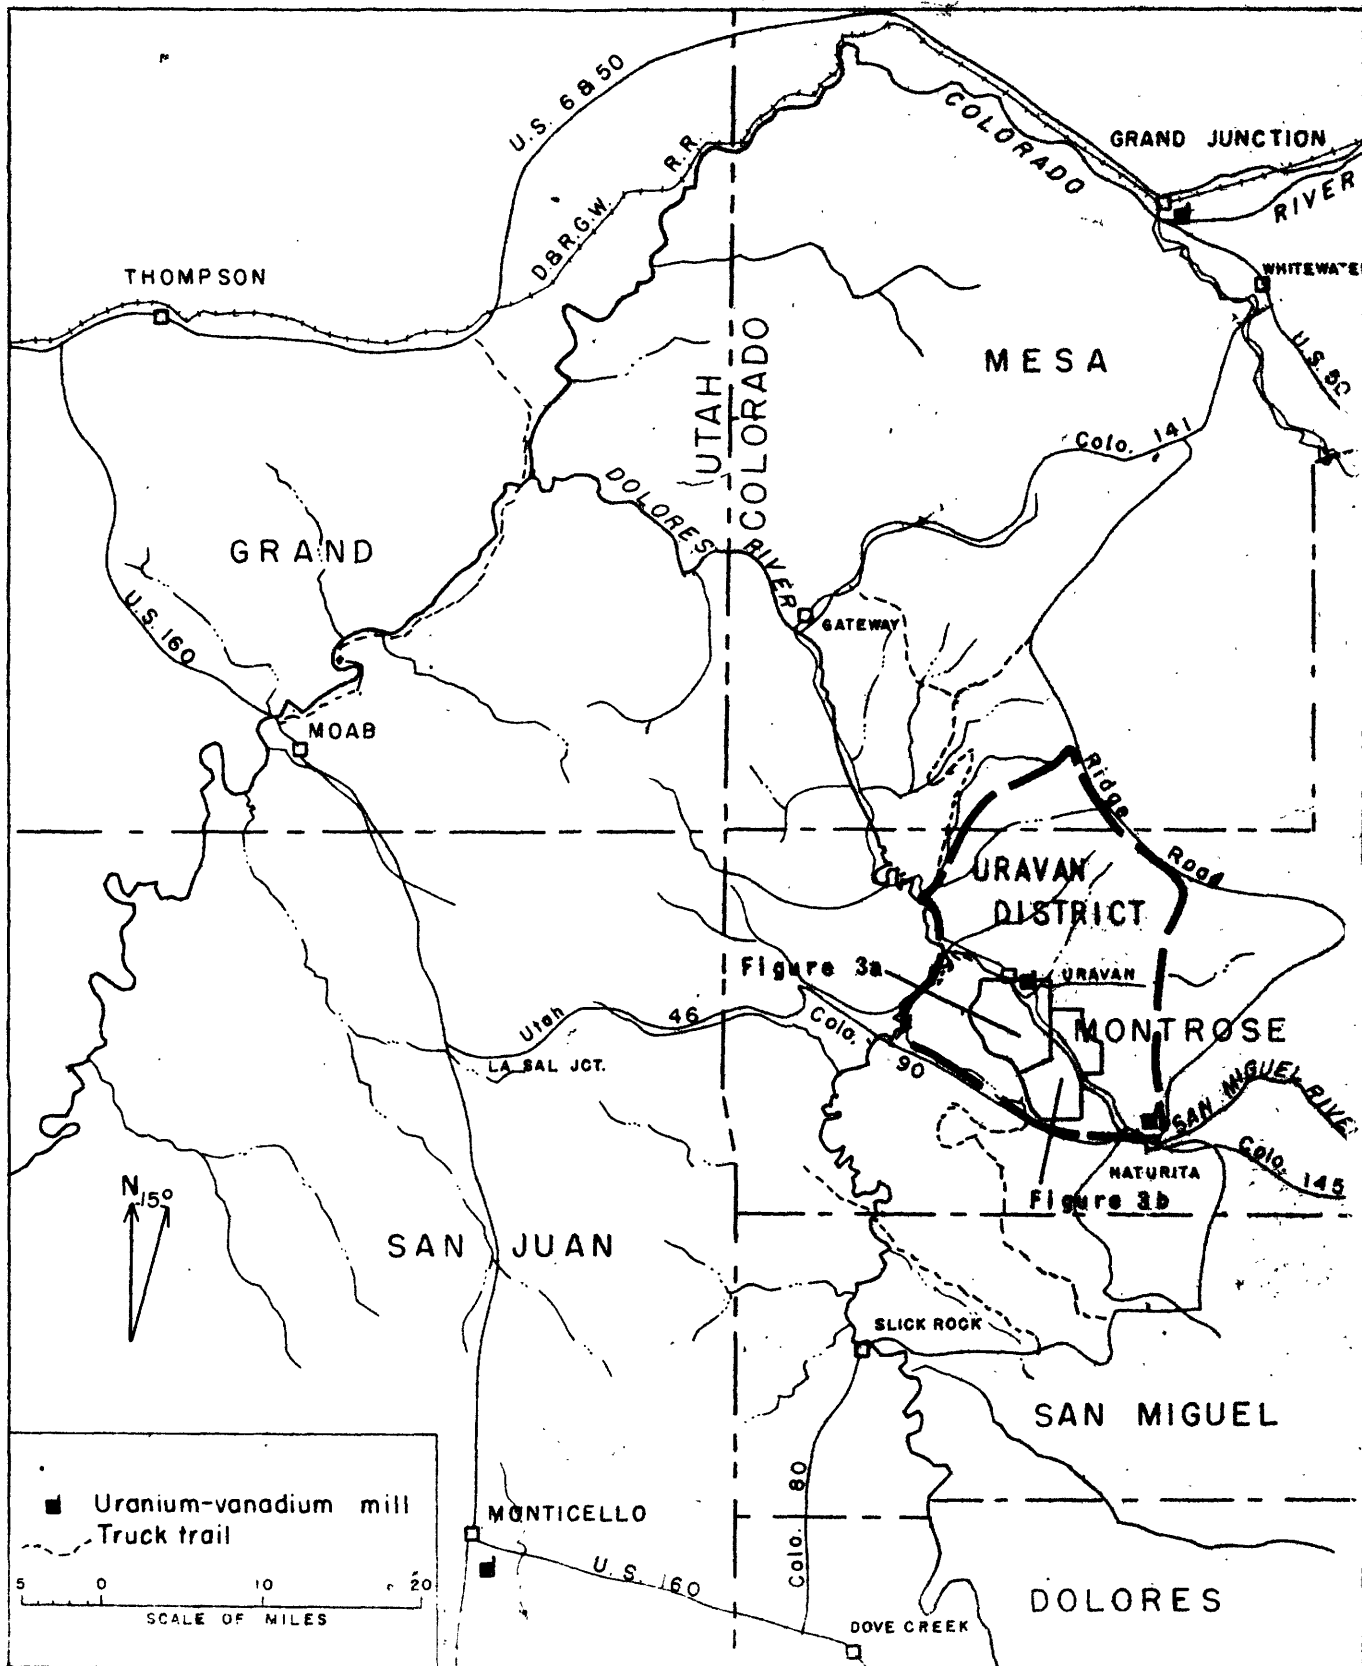 U.S. 6&50
COLORADO
GRAND JUNCTION
RIVER
D.&R.G.W.
R.R.
THOMPSON
WHITEWATER
U.S. 50
MESA
UTAH
COLORADO
Colo. 141
DOLORES
RIVER
GRAND
U.S. 160
GATEWAY
MOAB
Ridge
Road
URAVAN
DISTRICT
Figure 3a
URAVAN
Utah
46
Colo.
90
MONTROSE
LA SAL JCT.
SAN MIGUEL RIVER
Colo. 145
NATURITA
Figure 3b
N
15°
SAN JUAN
SLICK ROCK
SAN MIGUEL
Uranium-vanadium mill
Truck trail
MONTICELLO
Colo. 80
U.S. 160
5 0 10 20
SCALE OF MILES
DOLORES
DOVE CREEK